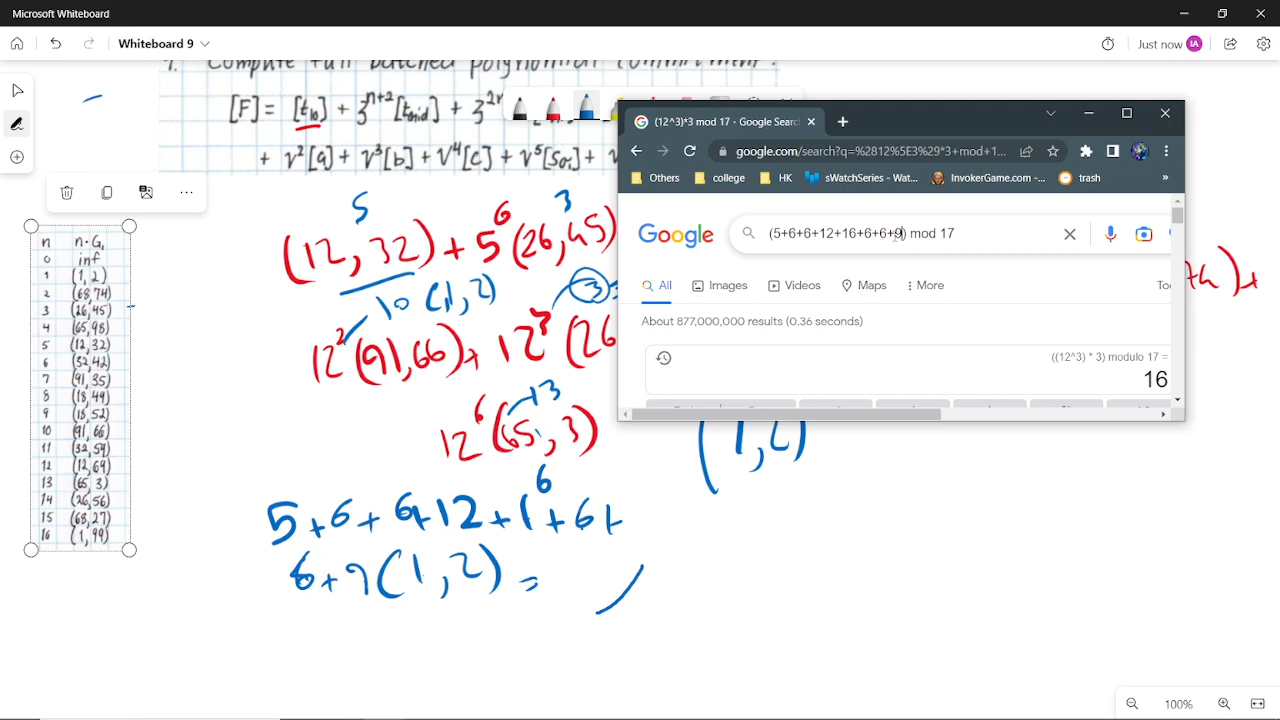 Microsoft Whiteboard
Whiteboard 9
Just now IA
Compute full batched polynomial commitment:
[F] = [t_lo] + 3^{n+2}[t_mid] + 3^{2n
+ v²[a] + v³[b] + v⁴[c] + v⁵[s_σ1] + v
(12^3)*3 mod 17 - Google Searc
google.com/search?q=%2812%5E3%29*3+mod+1...
Others college HK sWatchSeries - Wat... InvokerGame.com -... trash »
Google (5+6+6+12+16+6+6+9) mod 17
All Images Videos Maps More Too
About 877,000,000 results (0.36 seconds)
((12^3) * 3) modulo 17 =
16
5 3
(12, 32) + 5⁶ (26, 45)
10 (1, 2) 3
12² (91, 66) + 12³ (26
13
12⁶ (65, 3)
(1, 2)
5 + 6 + 6 + 12 + 16 + 6 +
6 + 9 (1, 2) =
n n·G₁
0 inf
1 (1, 2)
2 (68, 74)
3 (26, 45)
4 (65, 98)
5 (12, 32)
6 (32, 42)
7 (91, 35)
8 (18, 49)
9 (18, 52)
10 (91, 66)
11 (32, 59)
12 (12, 69)
13 (65, 3)
14 (26, 56)
15 (68, 27)
16 (1, 99)
100%